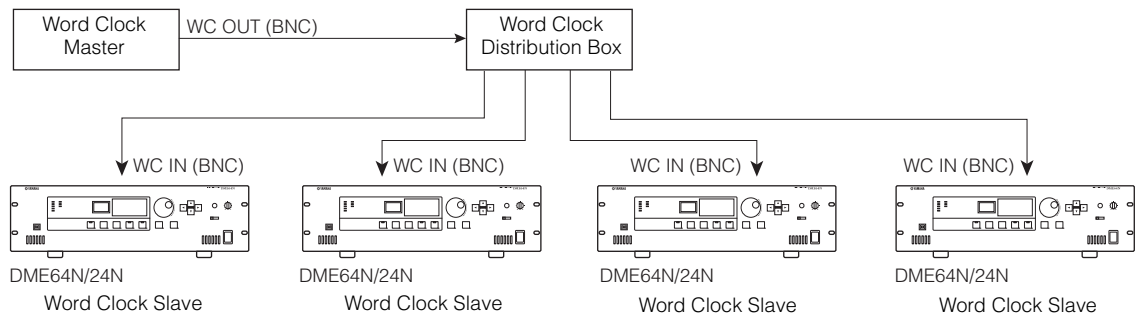 Word Clock
Master
WC OUT (BNC)
Word Clock
Distribution Box
WC IN (BNC)
WC IN (BNC)
WC IN (BNC)
WC IN (BNC)
DME64N/24N
DME64N/24N
DME64N/24N
DME64N/24N
Word Clock Slave
Word Clock Slave
Word Clock Slave
Word Clock Slave